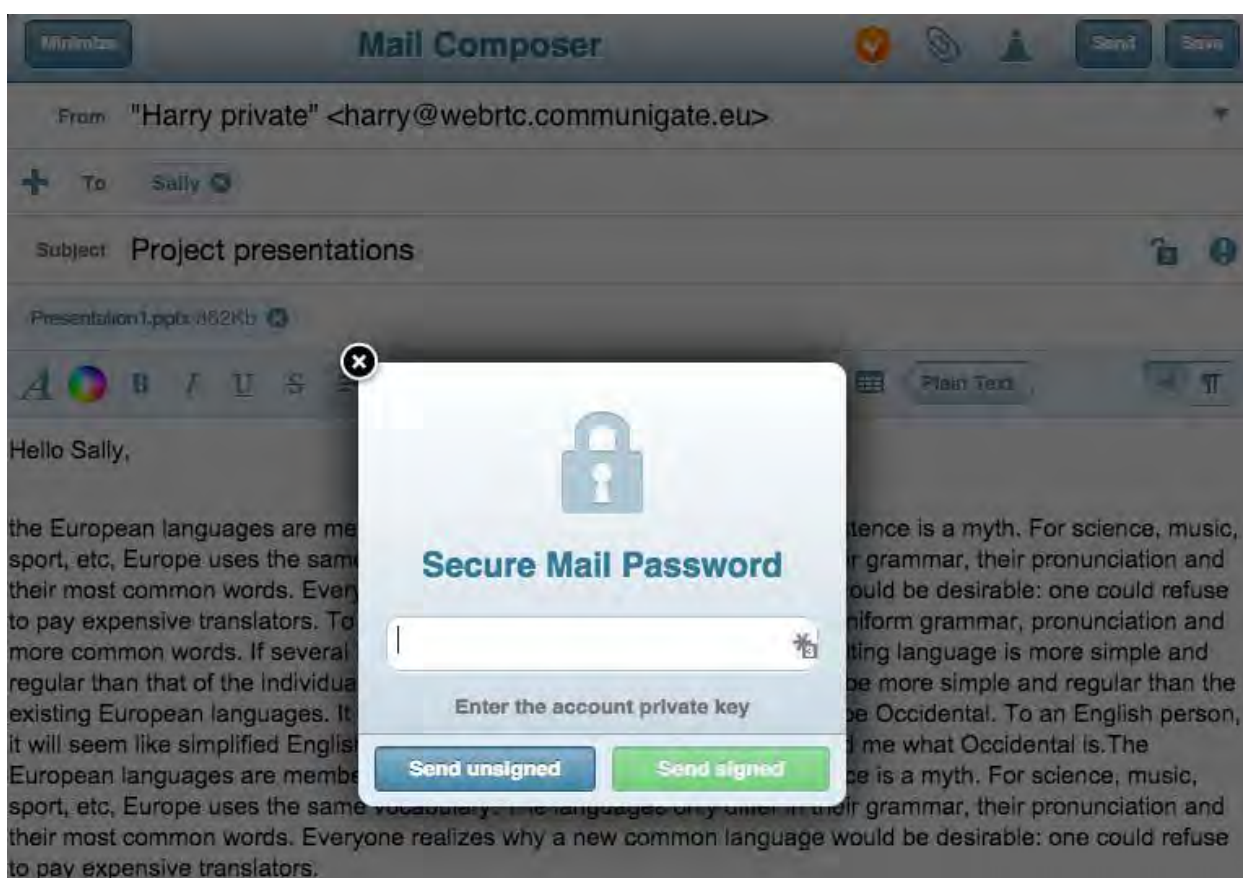 Minimize
Mail Composer
Send
Save
From "Harry private" <harry@webrtc.communigate.eu>
To Sally
Subject Project presentations
Presentation1.pptx 862Kb
A B I U S
Plain Text
Hello Sally,
the European languages are me
tence is a myth. For science, music,
sport, etc, Europe uses the same
r grammar, their pronunciation and
their most common words. Every
ould be desirable: one could refuse
to pay expensive translators. To
niform grammar, pronunciation and
more common words. If several
ting language is more simple and
regular than that of the individua
be more simple and regular than the
existing European languages. It
be Occidental. To an English person,
it will seem like simplified English
d me what Occidental is.The
European languages are membe
ce is a myth. For science, music,
sport, etc, Europe uses the same vocabulary. The languages only differ in their grammar, their pronunciation and
their most common words. Everyone realizes why a new common language would be desirable: one could refuse
to pay expensive translators.
Secure Mail Password
3
Enter the account private key
Send unsigned
Send signed